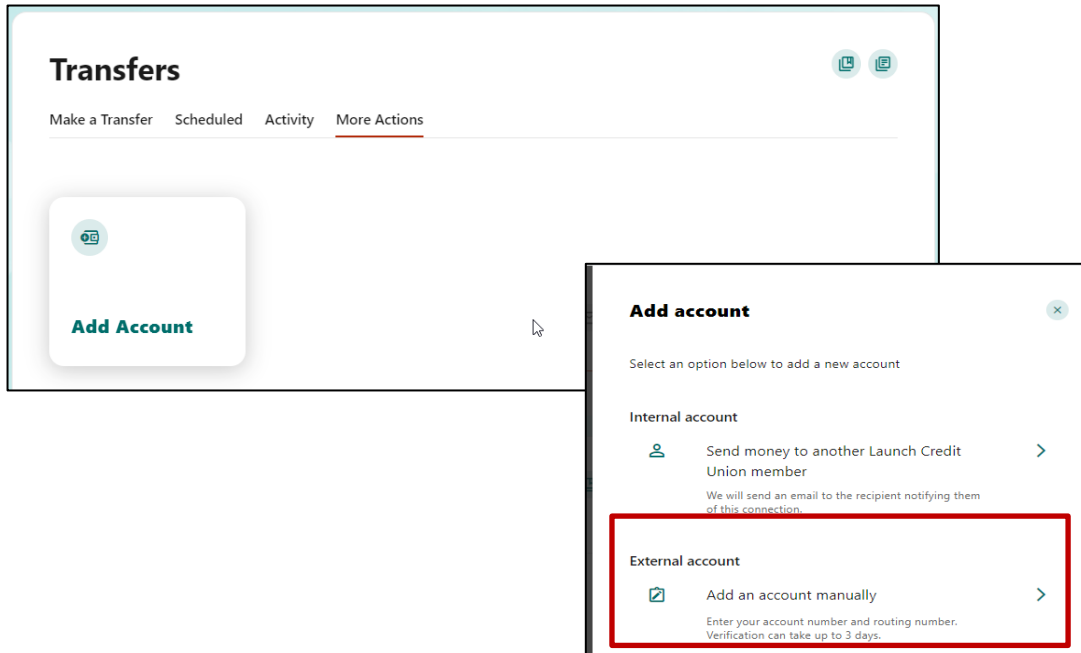 Transfers
Make a Transfer Scheduled Activity More Actions
Add Account
Add account
Select an option below to add a new account
Internal account
Send money to another Launch Credit
Union member
We will send an email to the recipient notifying them
of this connection.
External account
Add an account manually
Enter your account number and routing number.
Verification can take up to 3 days.